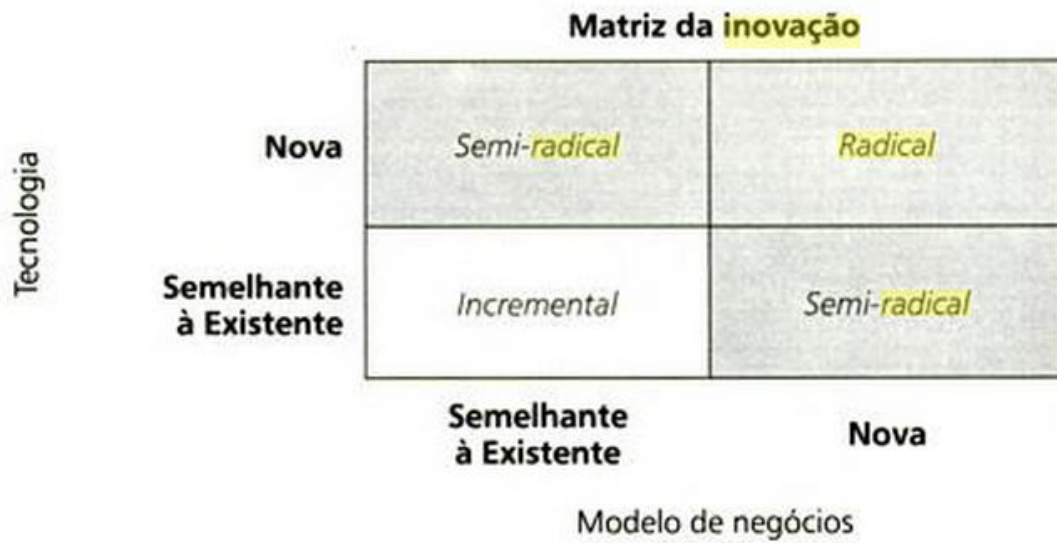 Matriz da inovação
Tecnologia
Nova
Semi-radical
Radical
Semelhante
à Existente
Incremental
Semi-radical
Semelhante
à Existente
Nova
Modelo de negócios